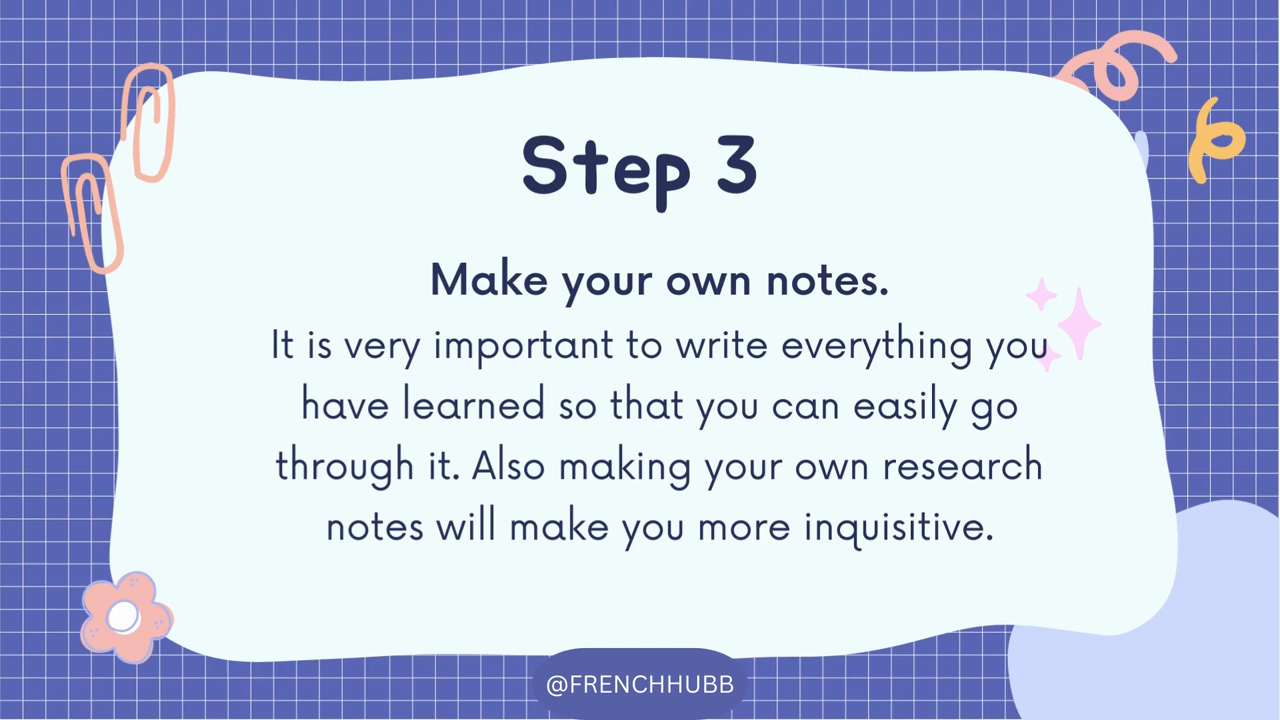 Step 3
Make your own notes.
It is very important to write everything you
have learned so that you can easily go
through it. Also making your own research
notes will make you more inquisitive.
@FRENCHHUBB